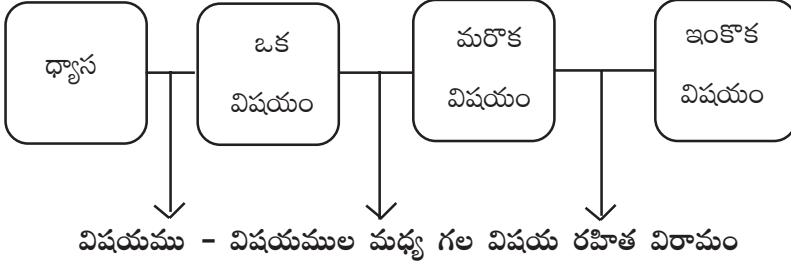 ధ్యాస
ఒక
విషయం
మరొక
విషయం
ఇంకొక
విషయం
విషయము - విషయముల మధ్య గల విషయ రహిత విరామం